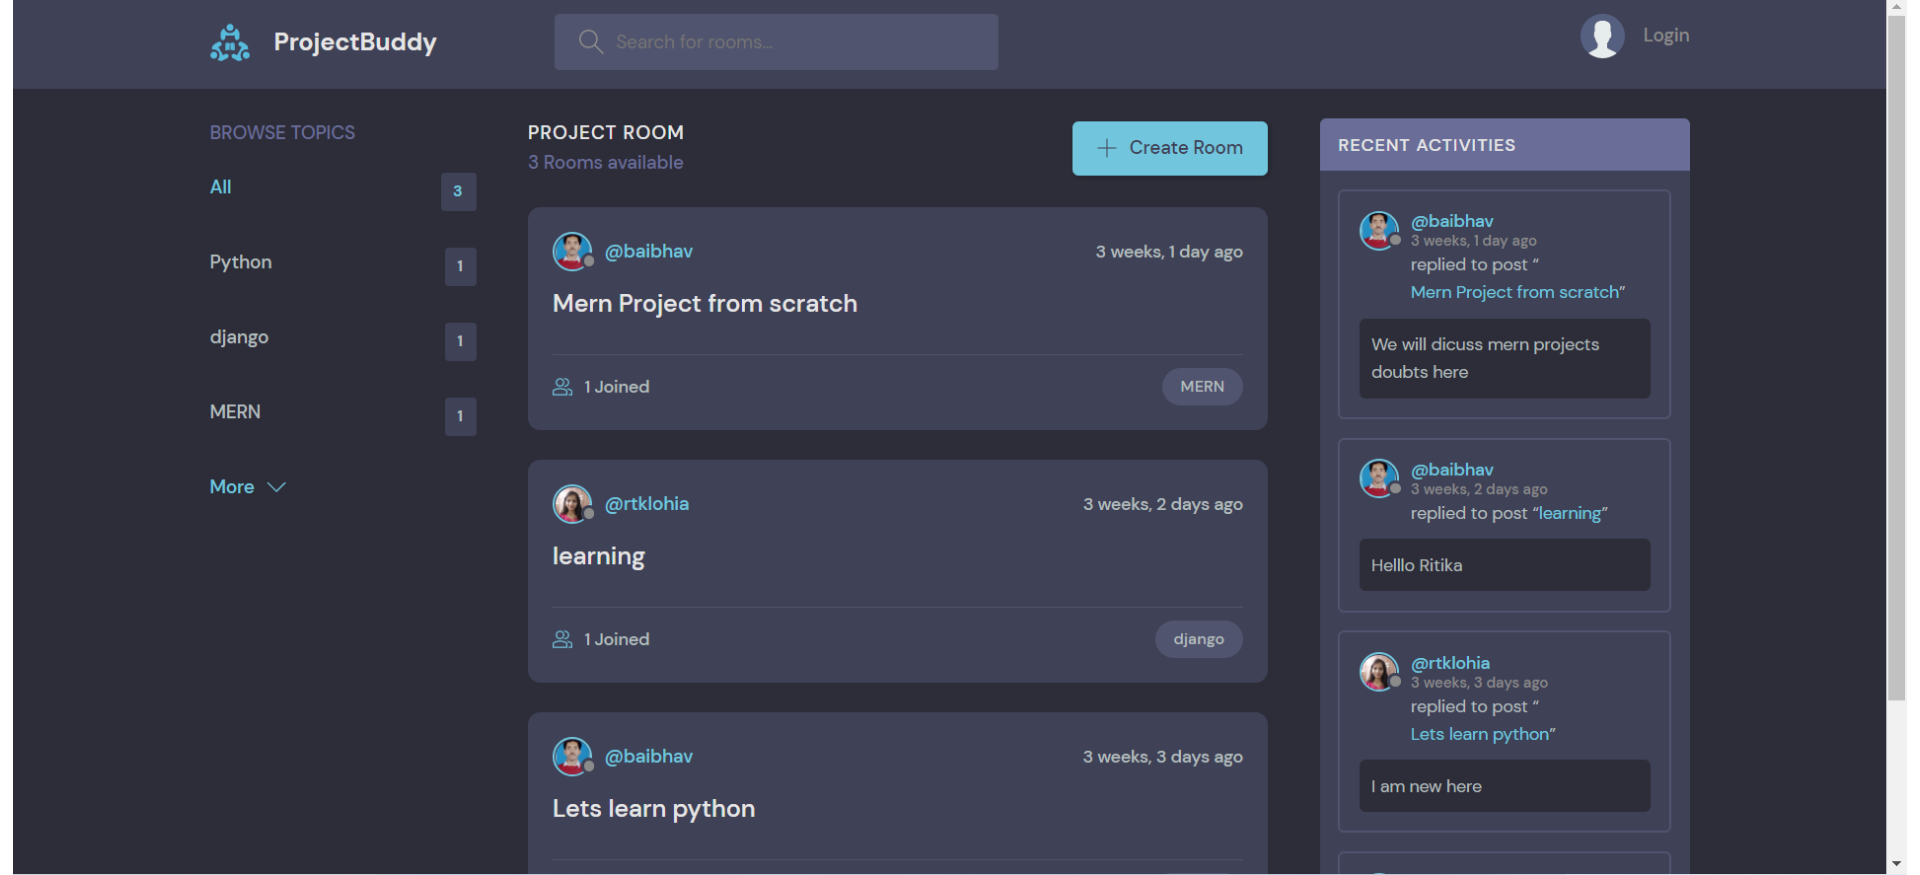 ProjectBuddy
Search for rooms...
Login
BROWSE TOPICS
All
3
Python
1
django
1
MERN
1
More
PROJECT ROOM
3 Rooms available
Create Room
@baibhav
3 weeks, 1 day ago
Mern Project from scratch
1 Joined
MERN
@rtklohia
3 weeks, 2 days ago
learning
1 Joined
django
@baibhav
3 weeks, 3 days ago
Lets learn python
RECENT ACTIVITIES
@baibhav
3 weeks, 1 day ago
replied to post “
Mern Project from scratch”
We will dicuss mern projects
doubts here
@baibhav
3 weeks, 2 days ago
replied to post “learning”
Helllo Ritika
@rtklohia
3 weeks, 3 days ago
replied to post “
Lets learn python”
I am new here